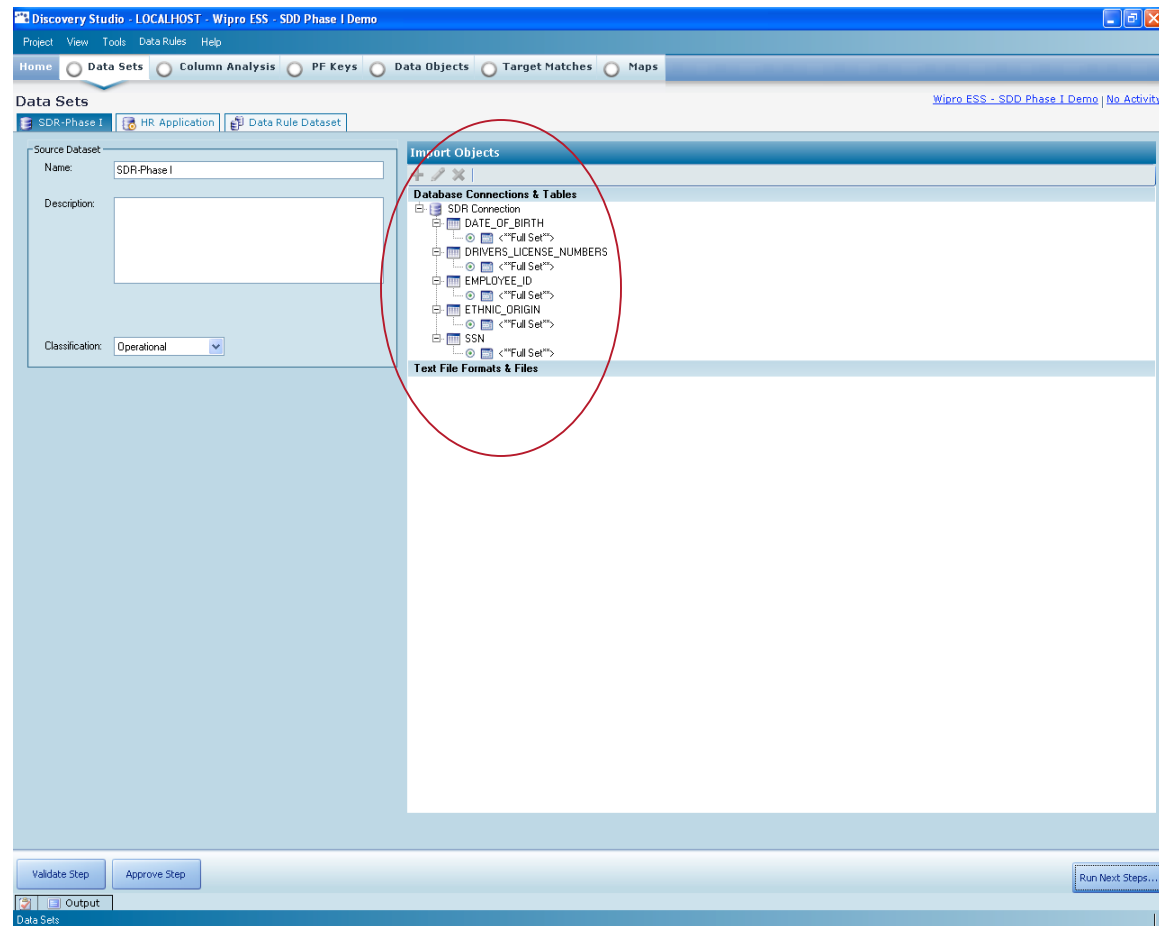 Discovery Studio - LOCALHOST - Wipro ESS - SDD Phase I Demo
Project View Tools Data Rules Help
Home Data Sets Column Analysis PF Keys Data Objects Target Matches Maps
Data Sets
Wipro ESS - SDD Phase I Demo | No Activity
SDR-Phase I HR Application Data Rule Dataset
Source Dataset
Name: SDR-Phase I
Description:
Classification: Operational
Import Objects
Database Connections & Tables
SDR Connection
DATE_OF_BIRTH
<**Full Set**>
DRIVERS_LICENSE_NUMBERS
<**Full Set**>
EMPLOYEE_ID
<**Full Set**>
ETHNIC_ORIGIN
<**Full Set**>
SSN
<**Full Set**>
Text File Formats & Files
Validate Step Approve Step
Run Next Steps...
Output
Data Sets